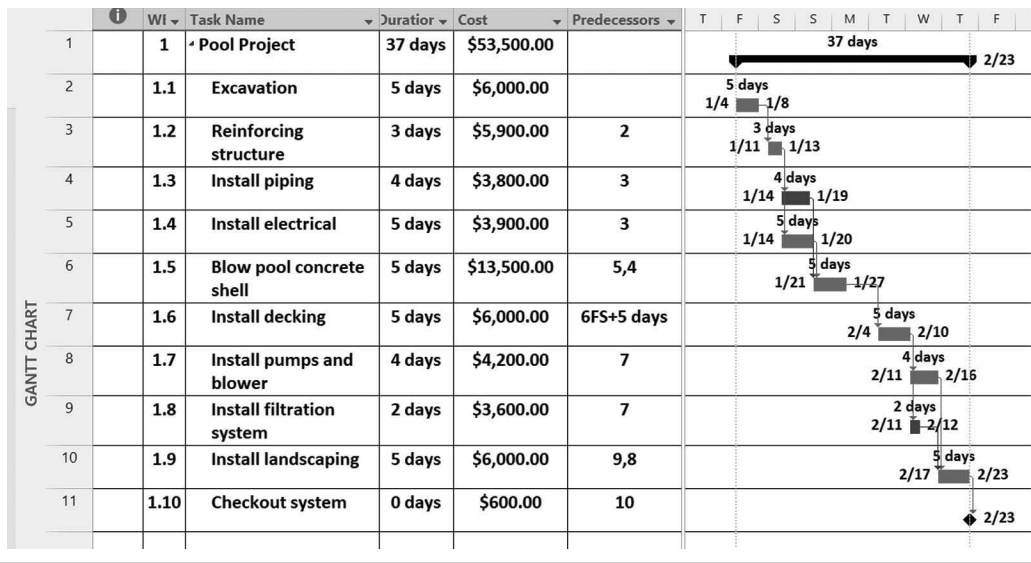 WI Task Name Duratior Cost Predecessors T F S S M T W T F
1 1 Pool Project 37 days $53,500.00 37 days 2/23
2 1.1 Excavation 5 days $6,000.00 5 days 1/4 1/8
3 1.2 Reinforcing structure 3 days $5,900.00 2 3 days 1/11 1/13
4 1.3 Install piping 4 days $3,800.00 3 4 days 1/14 1/19
5 1.4 Install electrical 5 days $3,900.00 3 5 days 1/14 1/20
6 1.5 Blow pool concrete shell 5 days $13,500.00 5,4 5 days 1/21 1/27
7 1.6 Install decking 5 days $6,000.00 6FS+5 days 5 days 2/4 2/10
8 1.7 Install pumps and blower 4 days $4,200.00 7 4 days 2/11 2/16
9 1.8 Install filtration system 2 days $3,600.00 7 2 days 2/11 2/12
10 1.9 Install landscaping 5 days $6,000.00 9,8 5 days 2/17 2/23
11 1.10 Checkout system 0 days $600.00 10 2/23
GANTT CHART